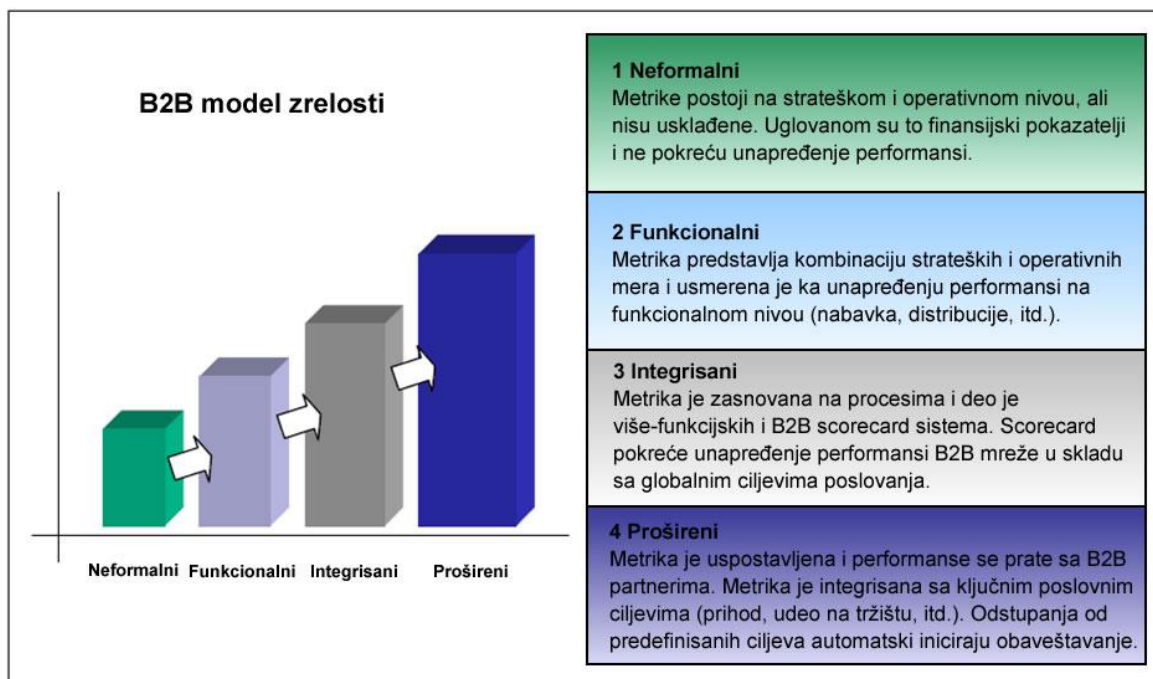 B2B model zrelosti
Neformalni
Funkcionalni
Integrisani
Prošireni
1 Neformalni
Metrike postoji na strateškom i operativnom nivou, ali
nisu usklađene. Uglovanom su to finansijski pokazatelji
i ne pokreću unapređenje performansi.
2 Funkcionalni
Metrika predstavlja kombinaciju strateških i operativnih
mera i usmerena je ka unapređenju performansi na
funkcionalnom nivou (nabavka, distribucije, itd.).
3 Integrisani
Metrika je zasnovana na procesima i deo je
više-funkcijskih i B2B scorecard sistema. Scorecard
pokreće unapređenje performansi B2B mreže u skladu
sa globalnim ciljevima poslovanja.
4 Prošireni
Metrika je uspostavljena i performanse se prate sa B2B
partnerima. Metrika je integrisana sa ključnim poslovnim
ciljevima (prihod, udeo na tržištu, itd.). Odstupanja od
predefinisanih ciljeva automatski iniciraju obaveštavanje.